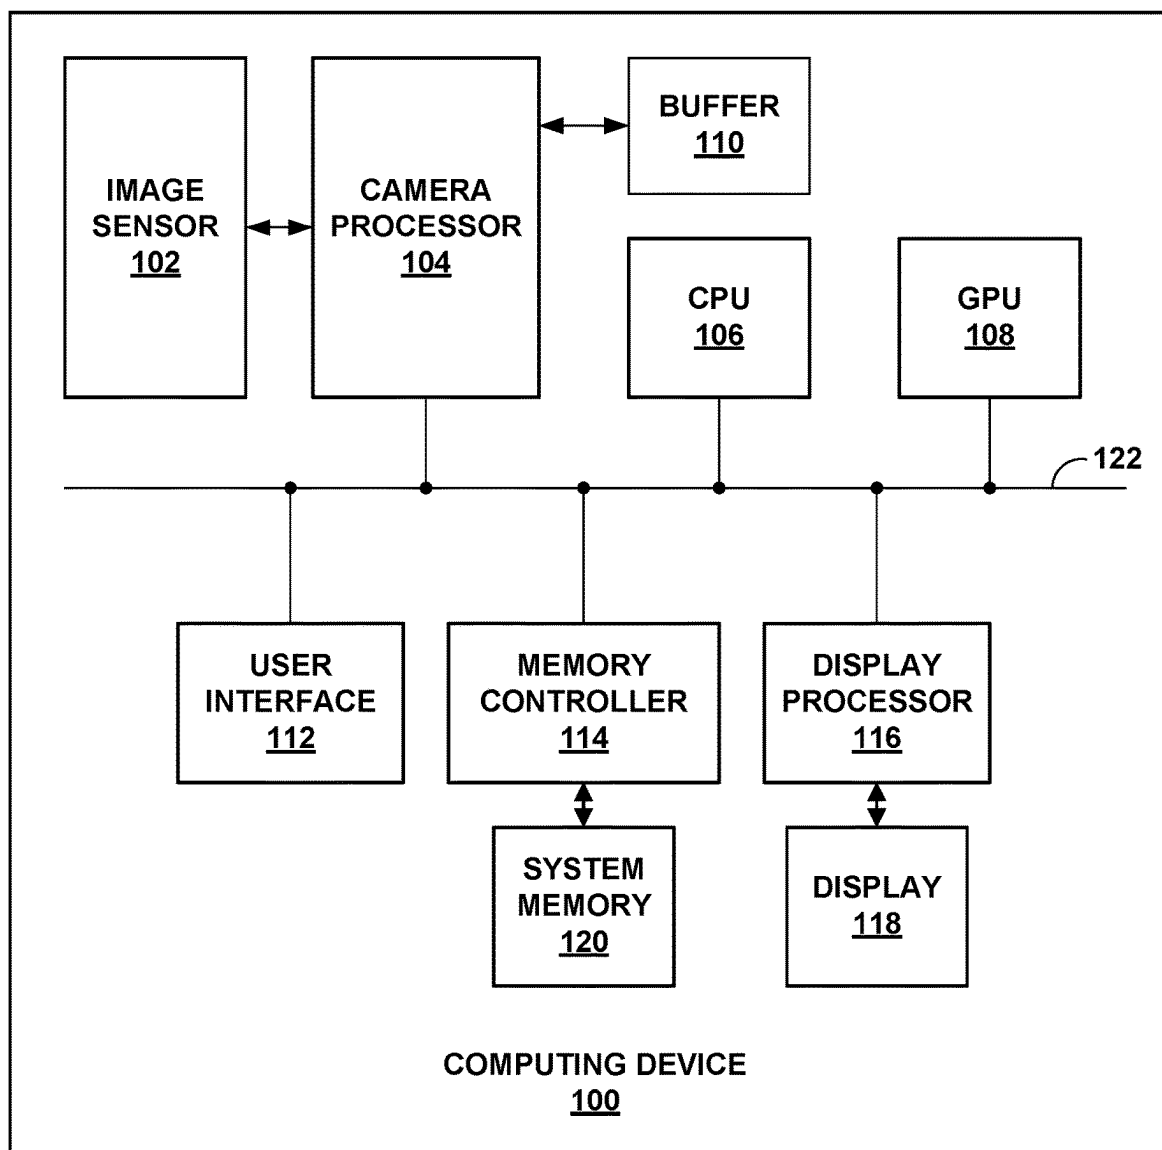 IMAGE
SENSOR
102
CAMERA
PROCESSOR
104
BUFFER
110
CPU
106
GPU
108
122
USER
INTERFACE
112
MEMORY
CONTROLLER
114
DISPLAY
PROCESSOR
116
SYSTEM
MEMORY
120
DISPLAY
118
COMPUTING DEVICE
100